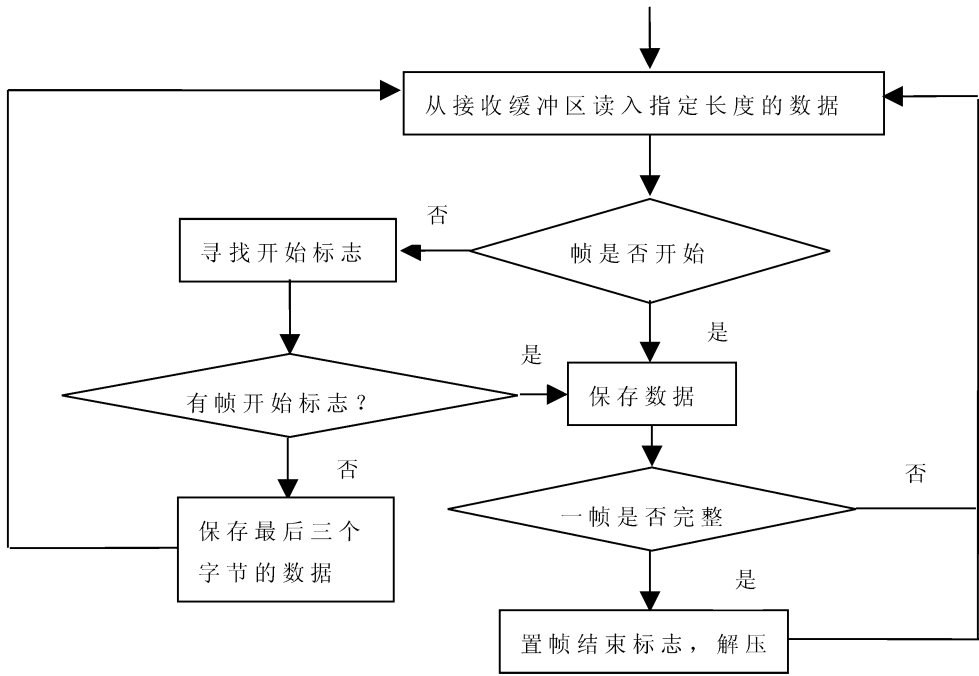 从接收缓冲区读入指定长度的数据
否
寻找开始标志
帧是否开始
是
是
有帧开始标志？
保存数据
否
否
保存最后三个
字节的数据
一帧是否完整
是
置帧结束标志，解压